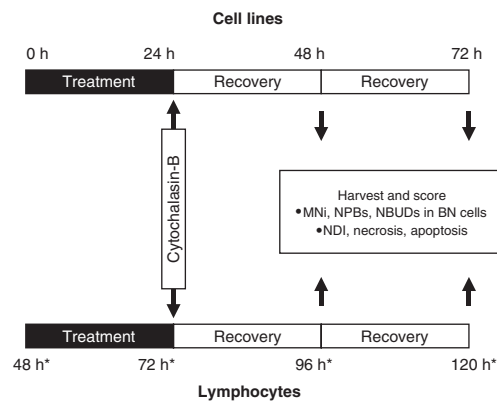 Cell lines
0 h 24 h 48 h 72 h
Treatment Recovery Recovery
Cytochalasin-B
Harvest and score
•MNi, NPBs, NBUDs in BN cells
•NDI, necrosis, apoptosis
Treatment Recovery Recovery
48 h* 72 h* 96 h* 120 h*
Lymphocytes